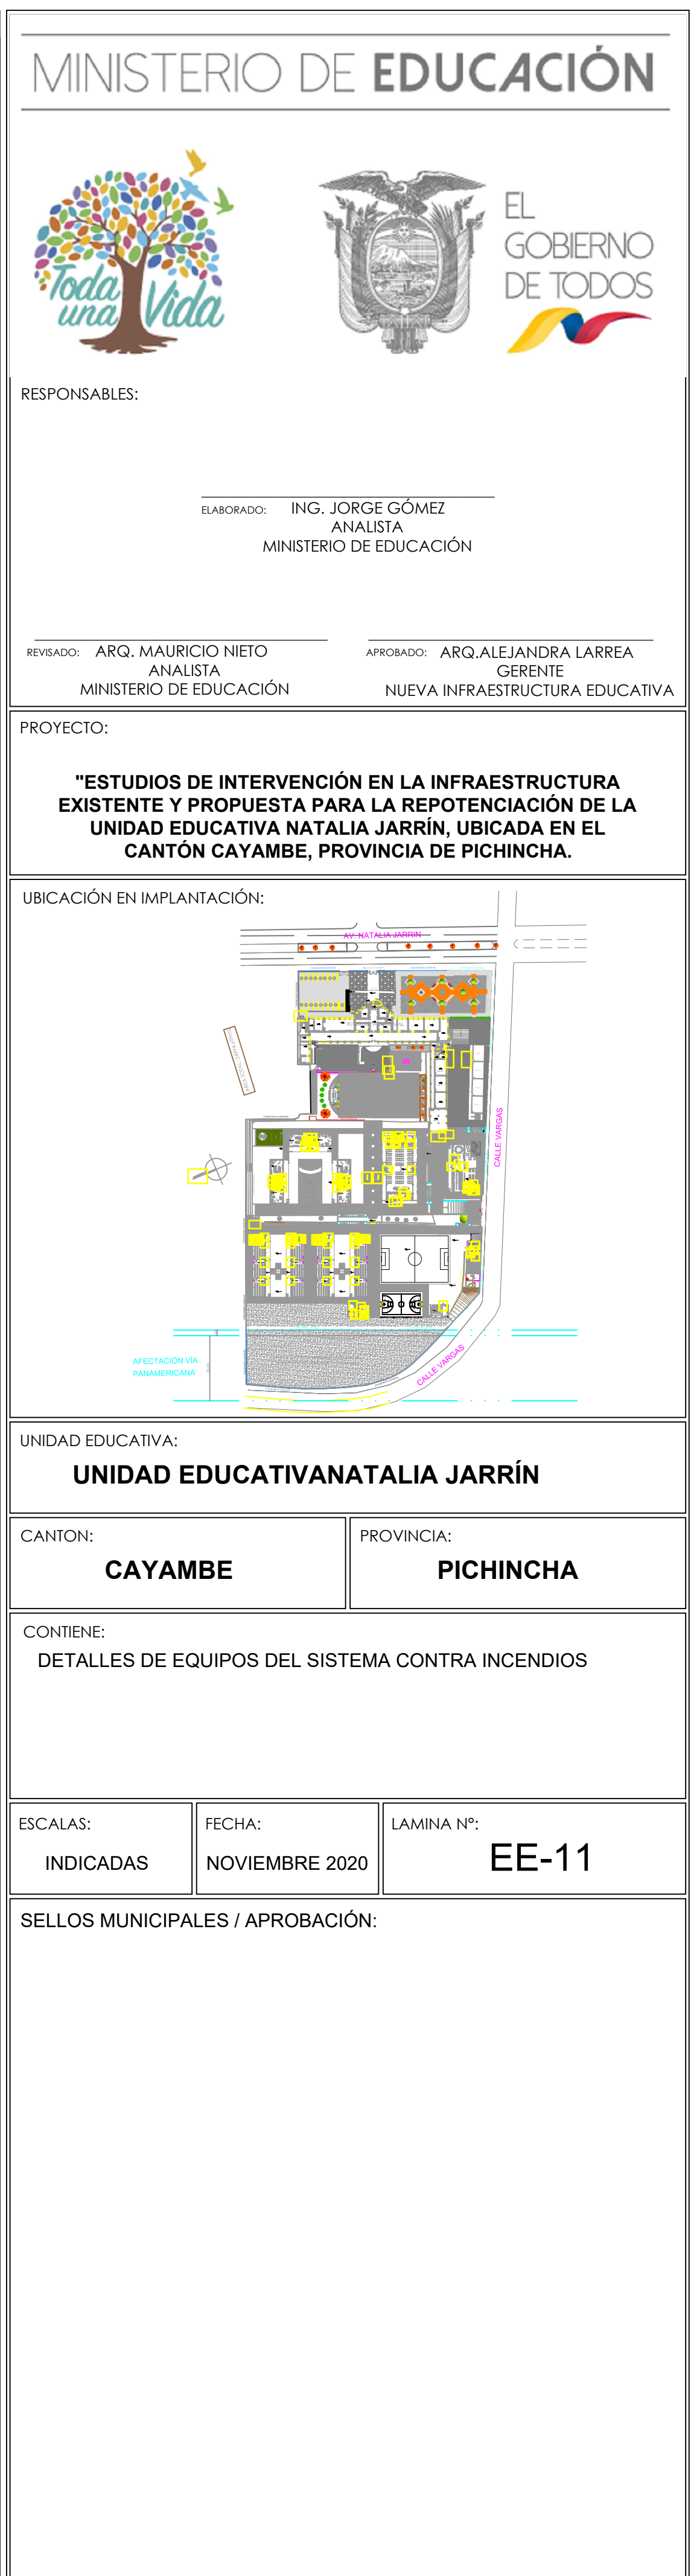 MINISTERIO DE EDUCACIÓN
Toda
una Vida
EL
GOBIERNO
DE TODOS
RESPONSABLES:
ELABORADO: ING. JORGE GÓMEZ
ANALISTA
MINISTERIO DE EDUCACIÓN
REVISADO: ARQ. MAURICIO NIETO
ANALISTA
MINISTERIO DE EDUCACIÓN
APROBADO: ARQ.ALEJANDRA LARREA
GERENTE
NUEVA INFRAESTRUCTURA EDUCATIVA
PROYECTO:
"ESTUDIOS DE INTERVENCIÓN EN LA INFRAESTRUCTURA
EXISTENTE Y PROPUESTA PARA LA REPOTENCIACIÓN DE LA
UNIDAD EDUCATIVA NATALIA JARRÍN, UBICADA EN EL
CANTÓN CAYAMBE, PROVINCIA DE PICHINCHA.
UBICACIÓN EN IMPLANTACIÓN:
AV. NATALIA JARRIN
CALLE VARGAS
CALLE VARGAS
AFECTACIÓN VÍA
PANAMERICANA
UNIDAD EDUCATIVA:
UNIDAD EDUCATIVANATALIA JARRÍN
CANTON:
CAYAMBE
PROVINCIA:
PICHINCHA
CONTIENE:
DETALLES DE EQUIPOS DEL SISTEMA CONTRA INCENDIOS
ESCALAS:
INDICADAS
FECHA:
NOVIEMBRE 2020
LAMINA Nº:
EE-11
SELLOS MUNICIPALES / APROBACIÓN: